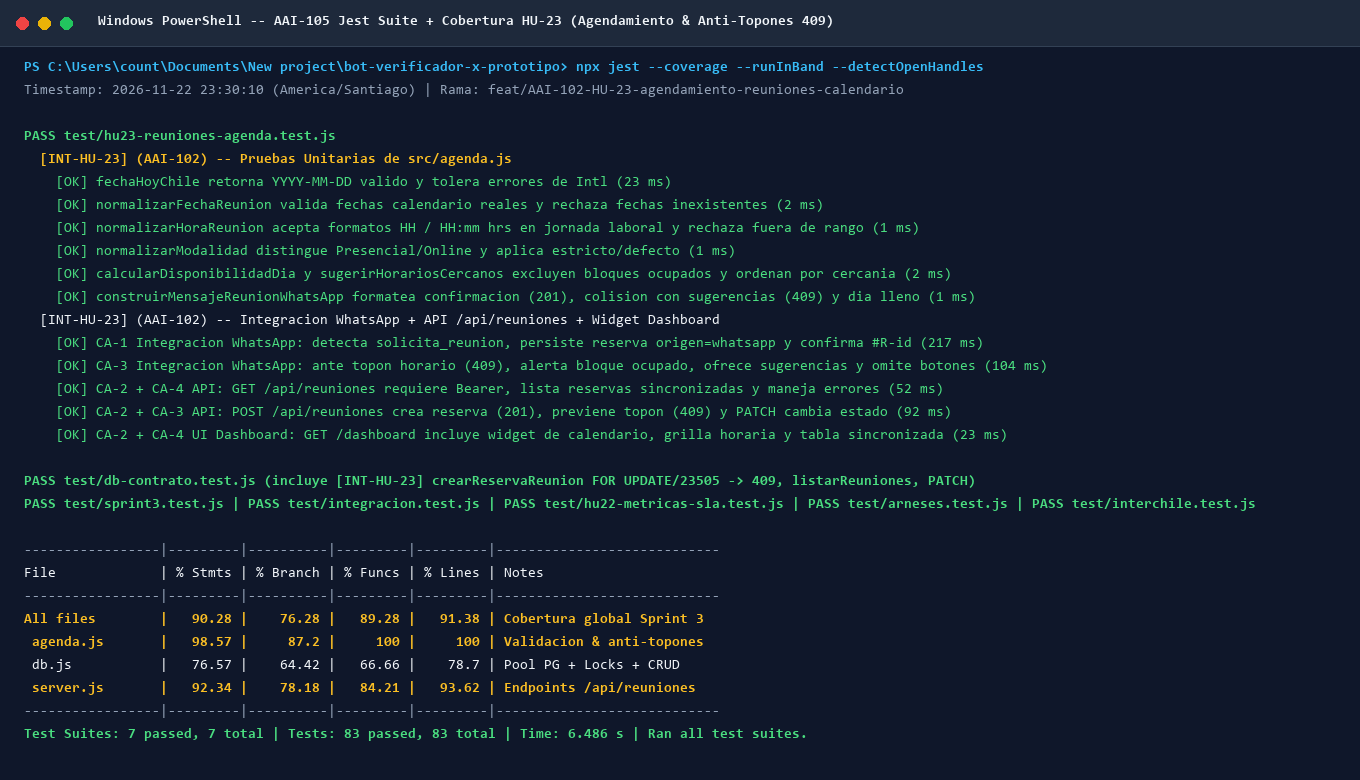 Windows PowerShell -- AAI-105 Jest Suite + Cobertura HU-23 (Agendamiento & Anti-Topones 409)
PS C:\Users\count\Documents\New project\bot-verificador-x-prototipo> npx jest --coverage --runInBand --detectOpenHandles
Timestamp: 2026-11-22 23:30:10 (America/Santiago) | Rama: feat/AAI-102-HU-23-agendamiento-reuniones-calendario
PASS test/hu23-reuniones-agenda.test.js
[INT-HU-23] (AAI-102) -- Pruebas Unitarias de src/agenda.js
[OK] fechaHoyChile retorna YYYY-MM-DD valido y tolera errores de Intl (23 ms)
[OK] normalizarFechaReunion valida fechas calendario reales y rechaza fechas inexistentes (2 ms)
[OK] normalizarHoraReunion acepta formatos HH / HH:mm hrs en jornada laboral y rechaza fuera de rango (1 ms)
[OK] normalizarModalidad distingue Presencial/Online y aplica estricto/defecto (1 ms)
[OK] calcularDisponibilidadDia y sugerirHorariosCercanos excluyen bloques ocupados y ordenan por cercania (2 ms)
[OK] construirMensajeReunionWhatsApp formatea confirmacion (201), colision con sugerencias (409) y dia lleno (1 ms)
[INT-HU-23] (AAI-102) -- Integracion WhatsApp + API /api/reuniones + Widget Dashboard
[OK] CA-1 Integracion WhatsApp: detecta solicita_reunion, persiste reserva origen=whatsapp y confirma #R-id (217 ms)
[OK] CA-3 Integracion WhatsApp: ante topon horario (409), alerta bloque ocupado, ofrece sugerencias y omite botones (104 ms)
[OK] CA-2 + CA-4 API: GET /api/reuniones requiere Bearer, lista reservas sincronizadas y maneja errores (52 ms)
[OK] CA-2 + CA-3 API: POST /api/reuniones crea reserva (201), previene topon (409) y PATCH cambia estado (92 ms)
[OK] CA-2 + CA-4 UI Dashboard: GET /dashboard incluye widget de calendario, grilla horaria y tabla sincronizada (23 ms)
PASS test/db-contrato.test.js (incluye [INT-HU-23] crearReservaReunion FOR UPDATE/23505 -> 409, listarReuniones, PATCH)
PASS test/sprint3.test.js | PASS test/integracion.test.js | PASS test/hu22-metricas-sla.test.js | PASS test/arneses.test.js | PASS test/interchile.test.js
-----------------|---------|----------|---------|---------|----------------------------
File             | % Stmts | % Branch | % Funcs | % Lines | Notes
-----------------|---------|----------|---------|---------|----------------------------
All files        |   90.28 |    76.28 |   89.28 |   91.38 | Cobertura global Sprint 3
agenda.js       |   98.57 |     87.2 |     100 |     100 | Validacion & anti-topones
db.js           |   76.57 |    64.42 |   66.66 |    78.7 | Pool PG + Locks + CRUD
server.js       |   92.34 |    78.18 |   84.21 |   93.62 | Endpoints /api/reuniones
-----------------|---------|----------|---------|---------|----------------------------
Test Suites: 7 passed, 7 total | Tests: 83 passed, 83 total | Time: 6.486 s | Ran all test suites.